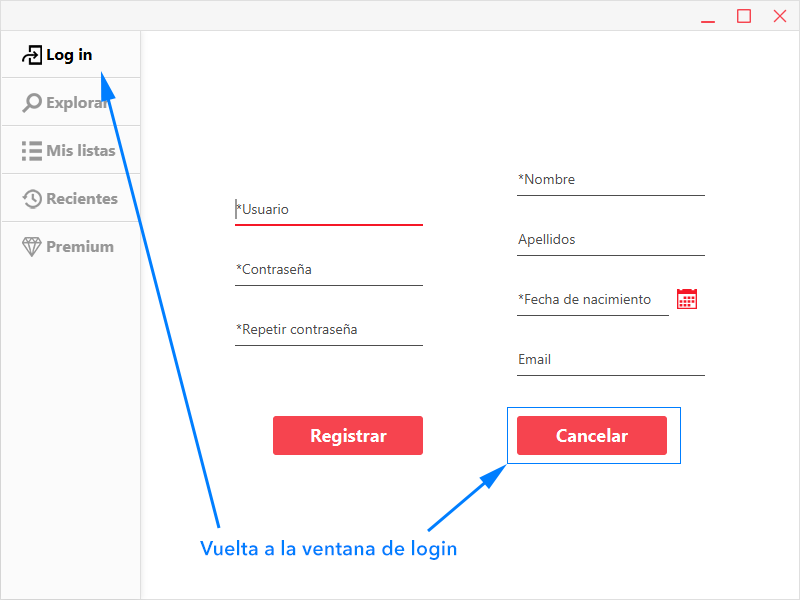 Log in
Explorar
Mis listas
Recientes
Premium
*Usuario
*Contraseña
*Repetir contraseña
*Nombre
Apellidos
*Fecha de nacimiento
Email
Registrar
Cancelar
Vuelta a la ventana de login